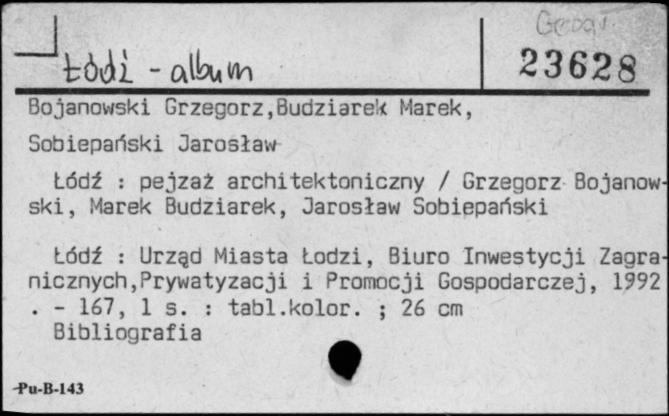 Geogr.
Łódź - album
23628
Bojanowski Grzegorz,Budziarek Marek,
Sobiepański Jarosław
Łódź : pejzaż architektoniczny / Grzegorz Bojanow-
ski, Marek Budziarek, Jarosław Sobiepański
Łódź : Urząd Miasta Łodzi, Biuro Inwestycji Zagra-
nicznych,Prywatyzacji i Promocji Gospodarczej, 1992
. - 167, 1 s. : tabl.kolor. ; 26 cm
Bibliografia
Pu-B-143